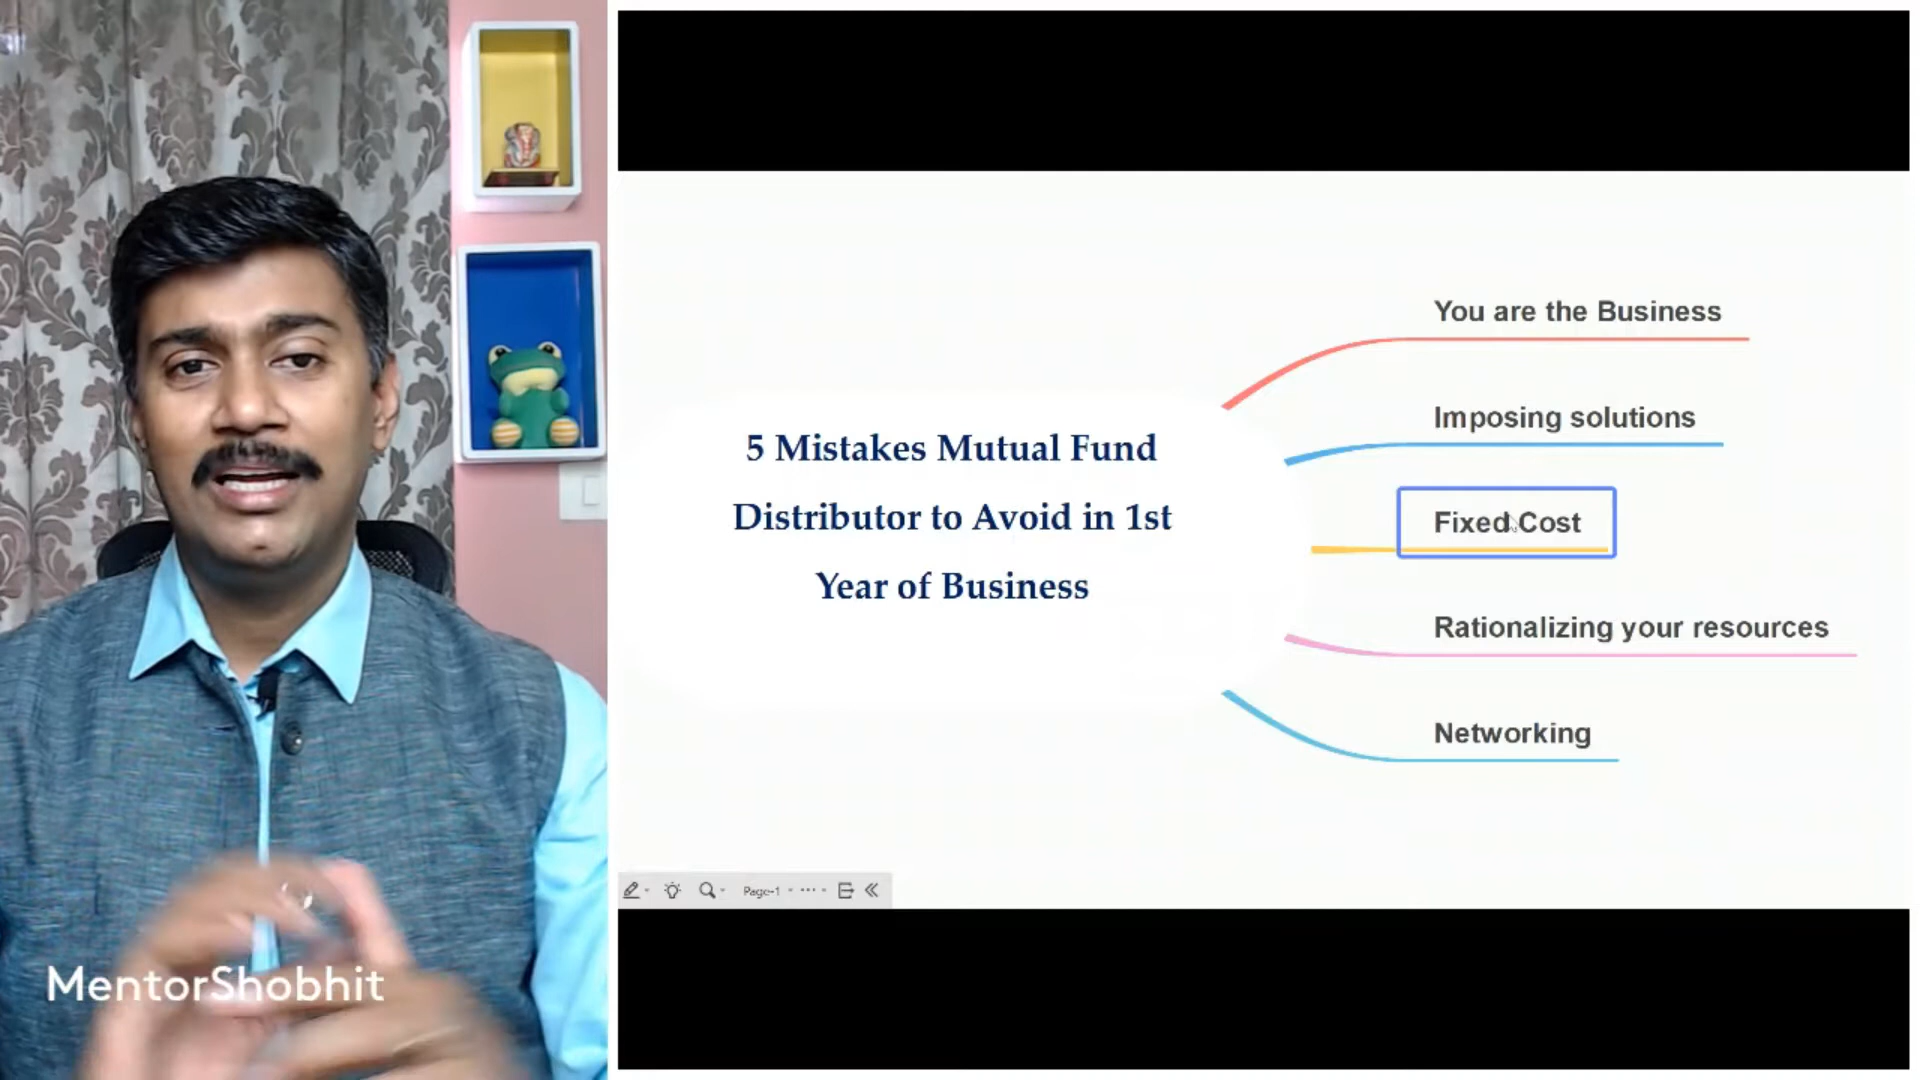 5 Mistakes Mutual Fund
Distributor to Avoid in 1st
Year of Business
You are the Business
Imposing solutions
Fixed Cost
Rationalizing your resources
Networking
Page-1
MentorShobhit